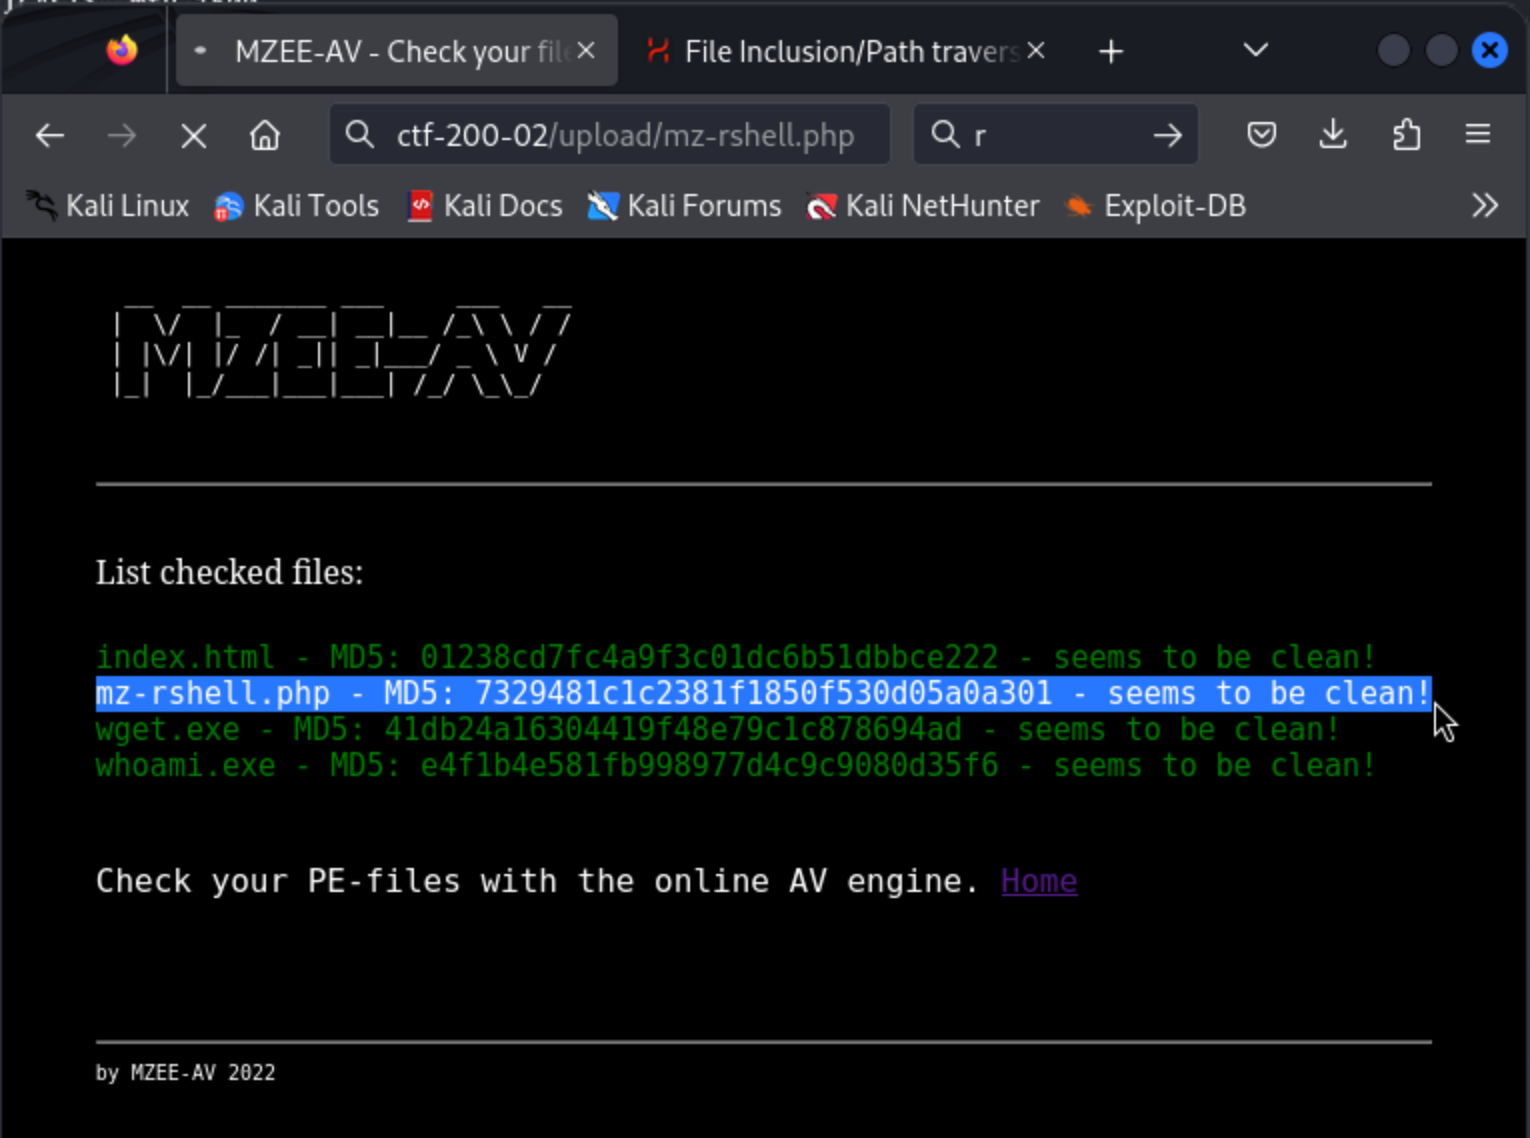 MZEE-AV - Check your file
File Inclusion/Path travers
ctf-200-02/upload/mz-rshell.php
r
Kali Linux
Kali Tools
Kali Docs
Kali Forums
Kali NetHunter
Exploit-DB
MZEE-AV
List checked files:
index.html - MD5: 01238cd7fc4a9f3c01dc6b51dbbce222 - seems to be clean!
mz-rshell.php - MD5: 7329481c1c2381f1850f530d05a0a301 - seems to be clean!
wget.exe - MD5: 41db24a16304419f48e79c1c878694ad - seems to be clean!
whoami.exe - MD5: e4f1b4e581fb998977d4c9c9080d35f6 - seems to be clean!
Check your PE-files with the online AV engine. Home
by MZEE-AV 2022